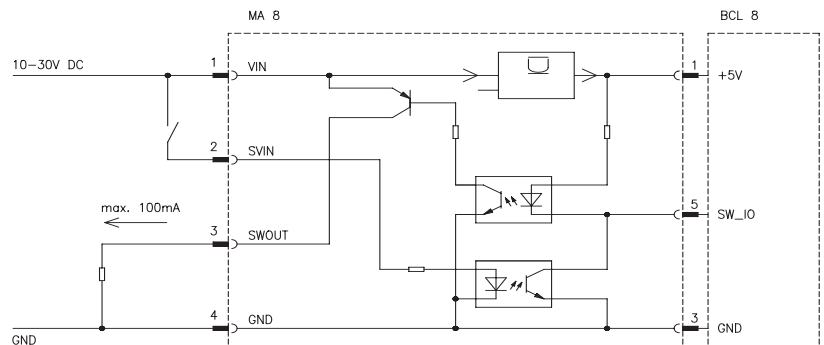 MA 8
BCL 8
10-30V DC
1
VIN
1
+5V
2
SVIN
max. 100mA
5
SW_IO
3
SWOUT
4
GND
3
GND
GND